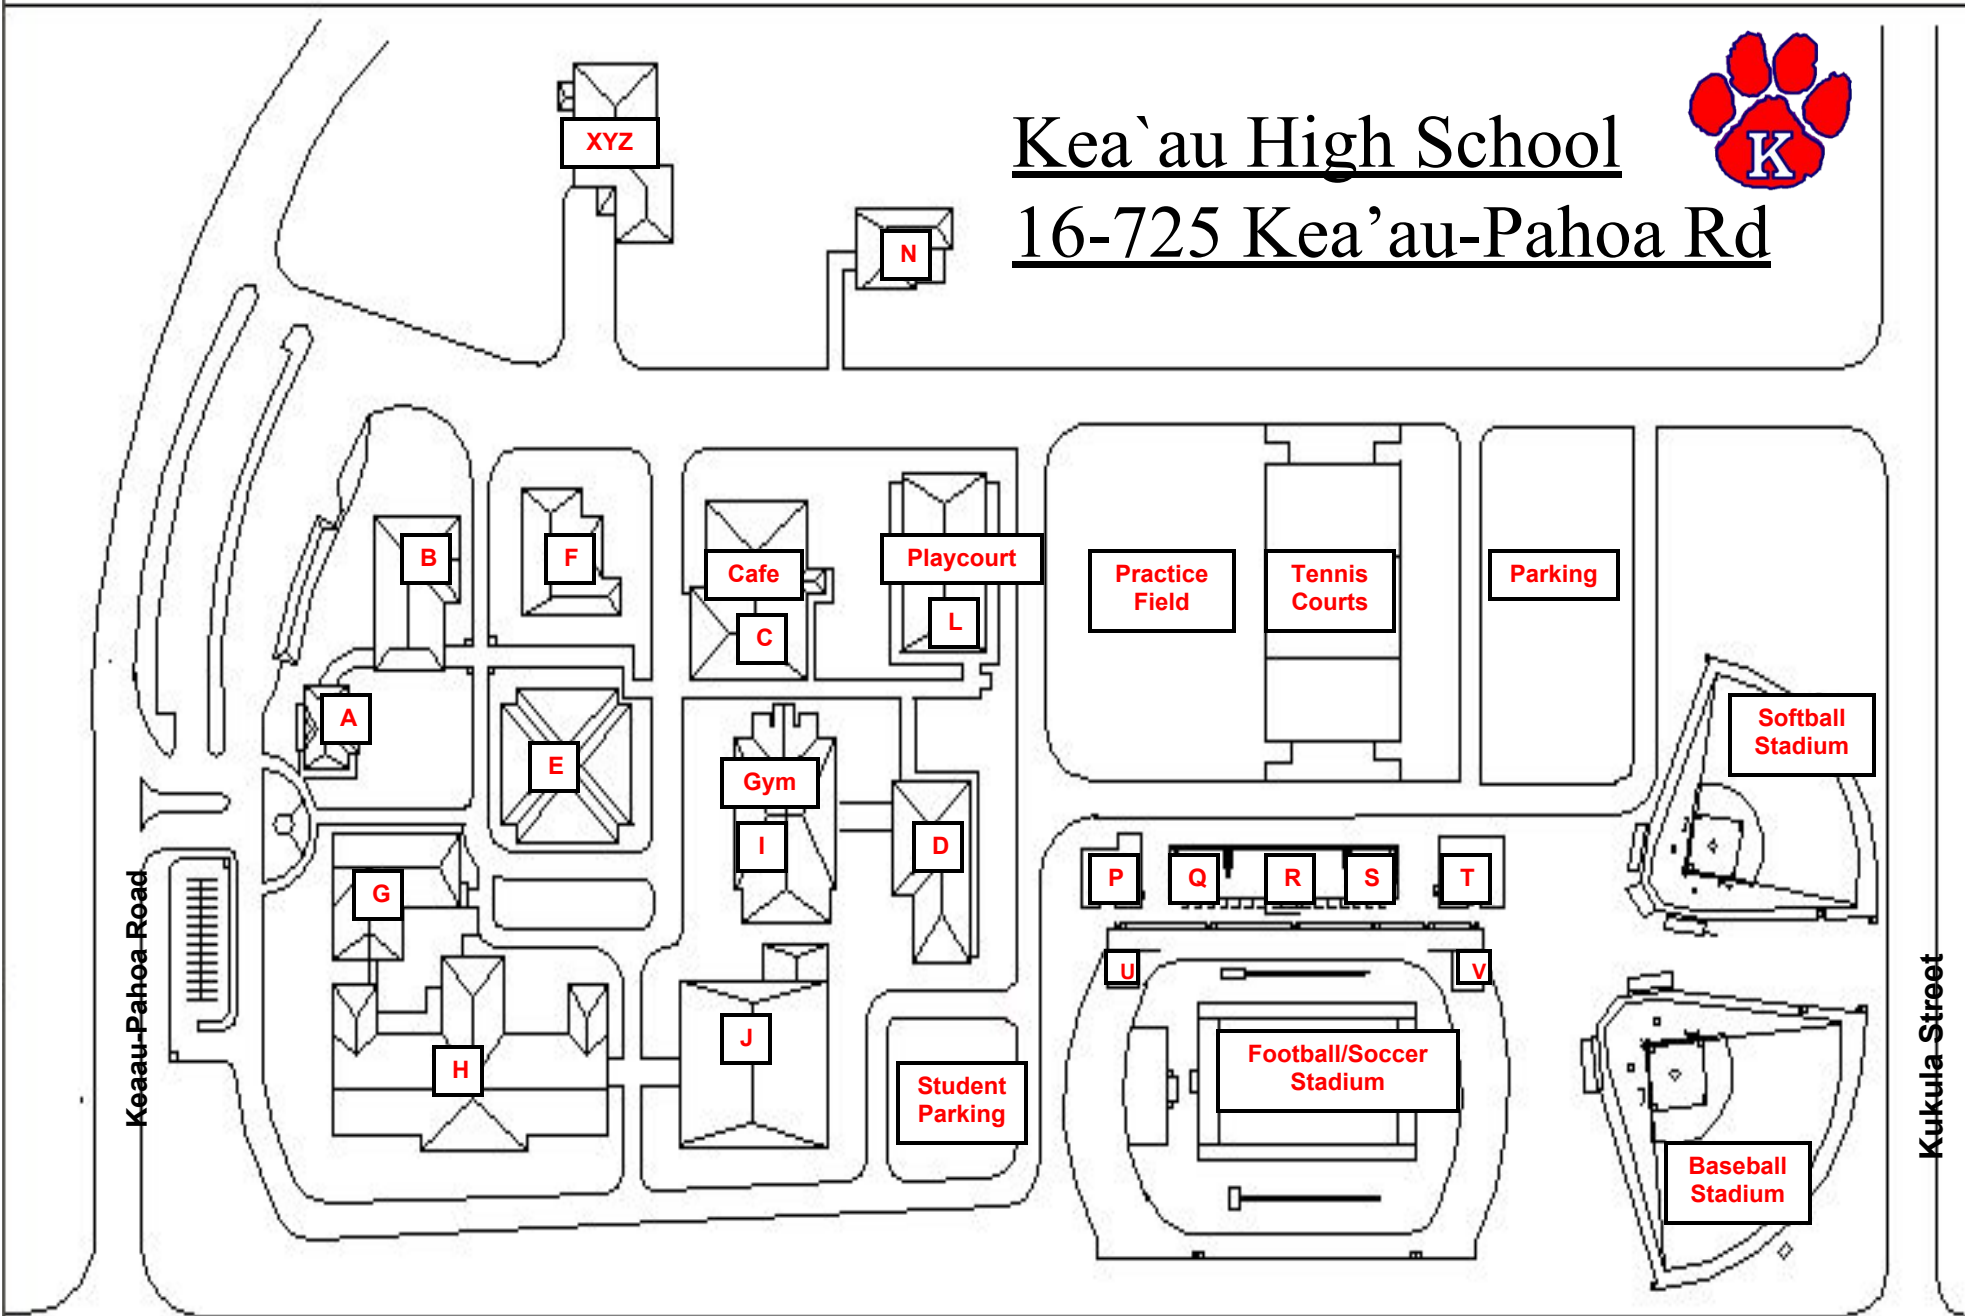 Kea`au High School
16-725 Kea’au-Pahoa Rd
K
XYZ
N
B
F
Cafe
C
Playcourt
L
Practice
Field
Tennis
Courts
Parking
A
E
Gym
I
D
Softball
Stadium
G
P
Q
R
S
T
U
V
H
J
Student
Parking
Football/Soccer
Stadium
Baseball
Stadium
Keaau-Pahoa Road
Kukula Street